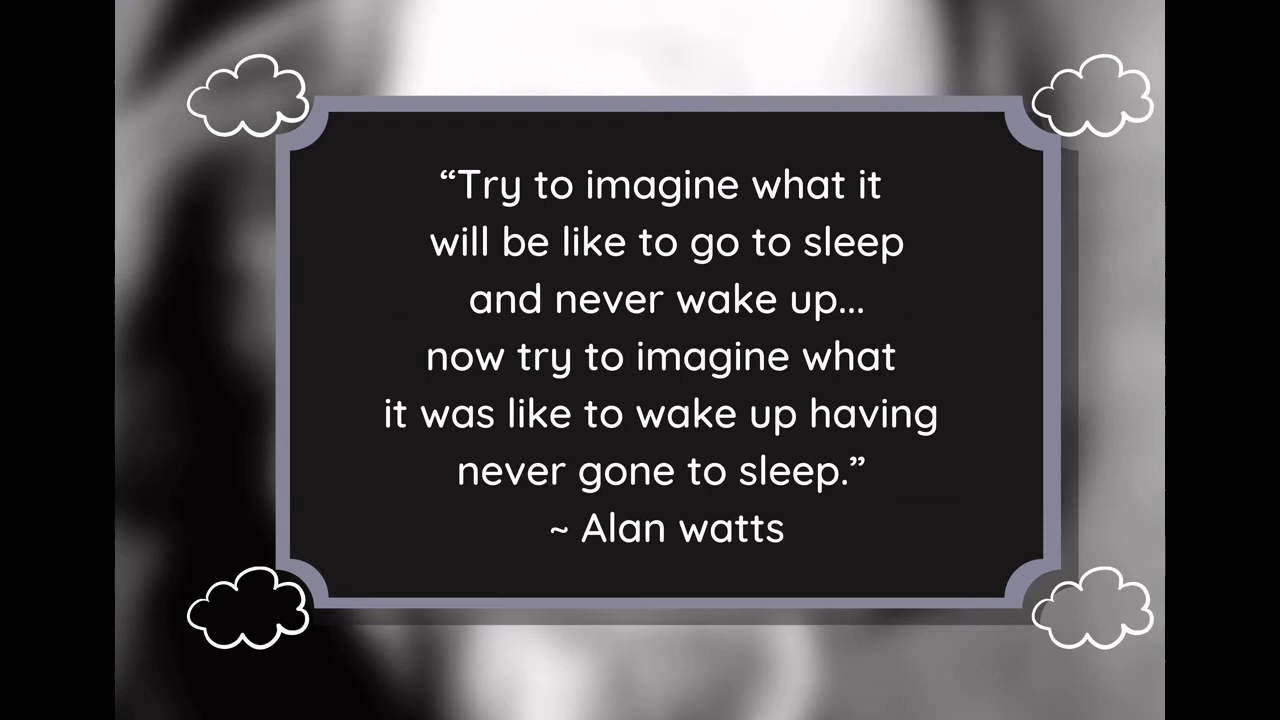 “Try to imagine what it
will be like to go to sleep
and never wake up...
now try to imagine what
it was like to wake up having
never gone to sleep.”
~ Alan watts